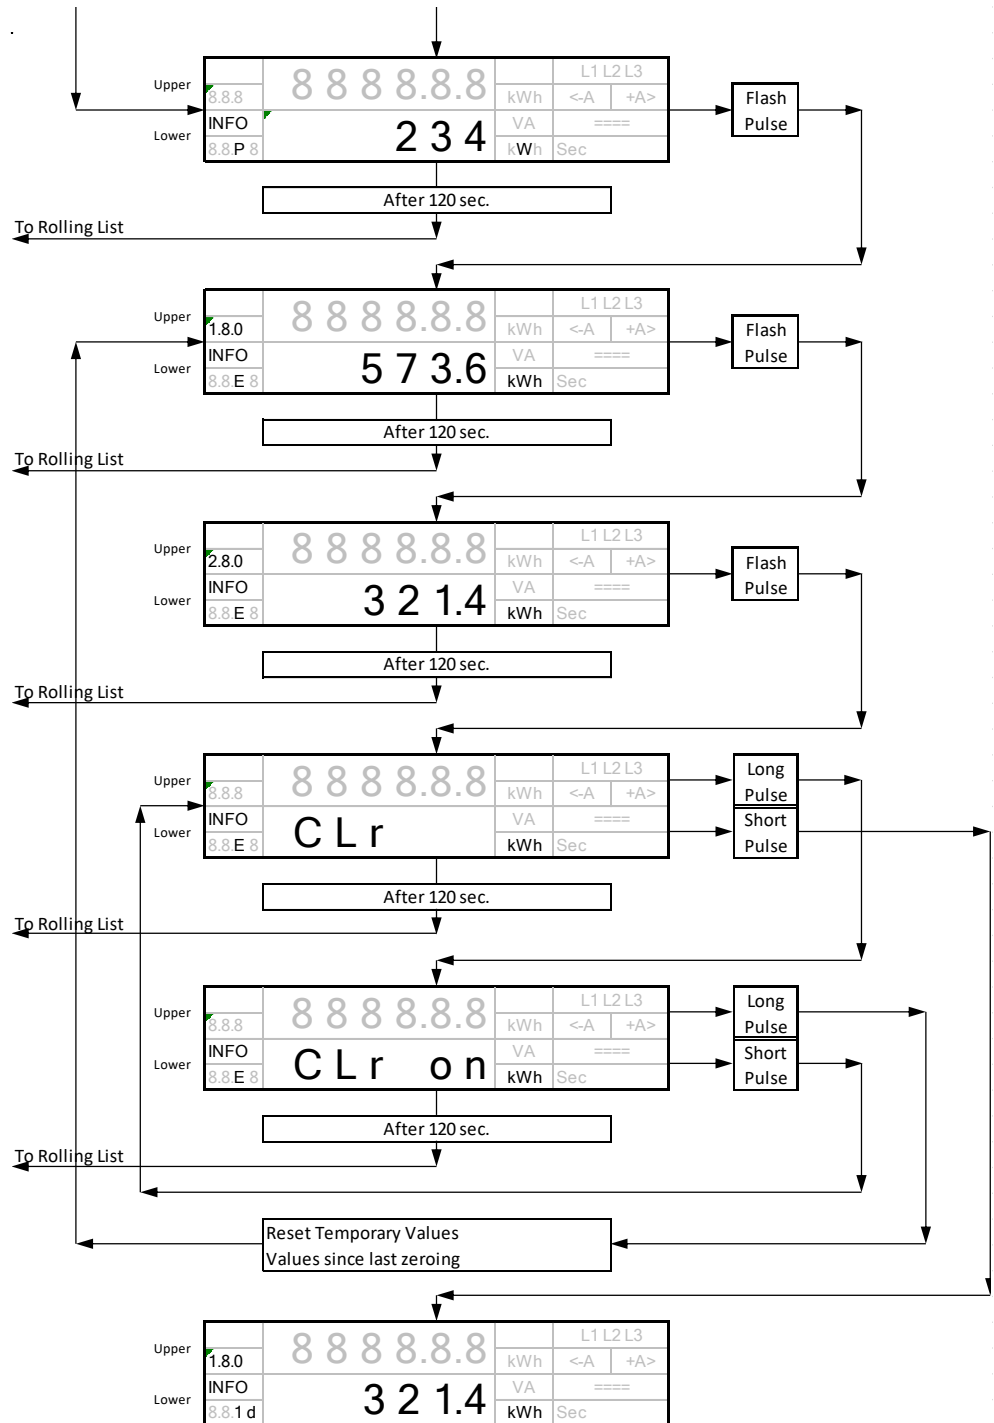 .
8 8 8 8.8.8 L1 L2 L3
Upper 8.8.8 kWh <-A +A>
INFO 2 3 4 VA ====
Lower 8.8.P 8 kWh Sec
Flash
Pulse
After 120 sec.
To Rolling List
8 8 8 8.8.8 L1 L2 L3
Upper 1.8.0 kWh <-A +A>
INFO 5 7 3.6 VA ====
Lower 8.8.E 8 kWh Sec
Flash
Pulse
After 120 sec.
To Rolling List
8 8 8 8.8.8 L1 L2 L3
Upper 2.8.0 kWh <-A +A>
INFO 3 2 1.4 VA ====
Lower 8.8.E 8 kWh Sec
Flash
Pulse
After 120 sec.
To Rolling List
8 8 8 8.8.8 L1 L2 L3
Upper 8.8.8 kWh <-A +A>
INFO C L r VA ====
Lower 8.8.E 8 kWh Sec
Long
Pulse
Short
Pulse
After 120 sec.
To Rolling List
8 8 8 8.8.8 L1 L2 L3
Upper 8.8.8 kWh <-A +A>
INFO C L r o n VA ====
Lower 8.8.E 8 kWh Sec
Long
Pulse
Short
Pulse
After 120 sec.
To Rolling List
Reset Temporary Values
Values since last zeroing
8 8 8 8.8.8 L1 L2 L3
Upper 1.8.0 kWh <-A +A>
INFO 3 2 1.4 VA ====
Lower 8.8.1 d kWh Sec